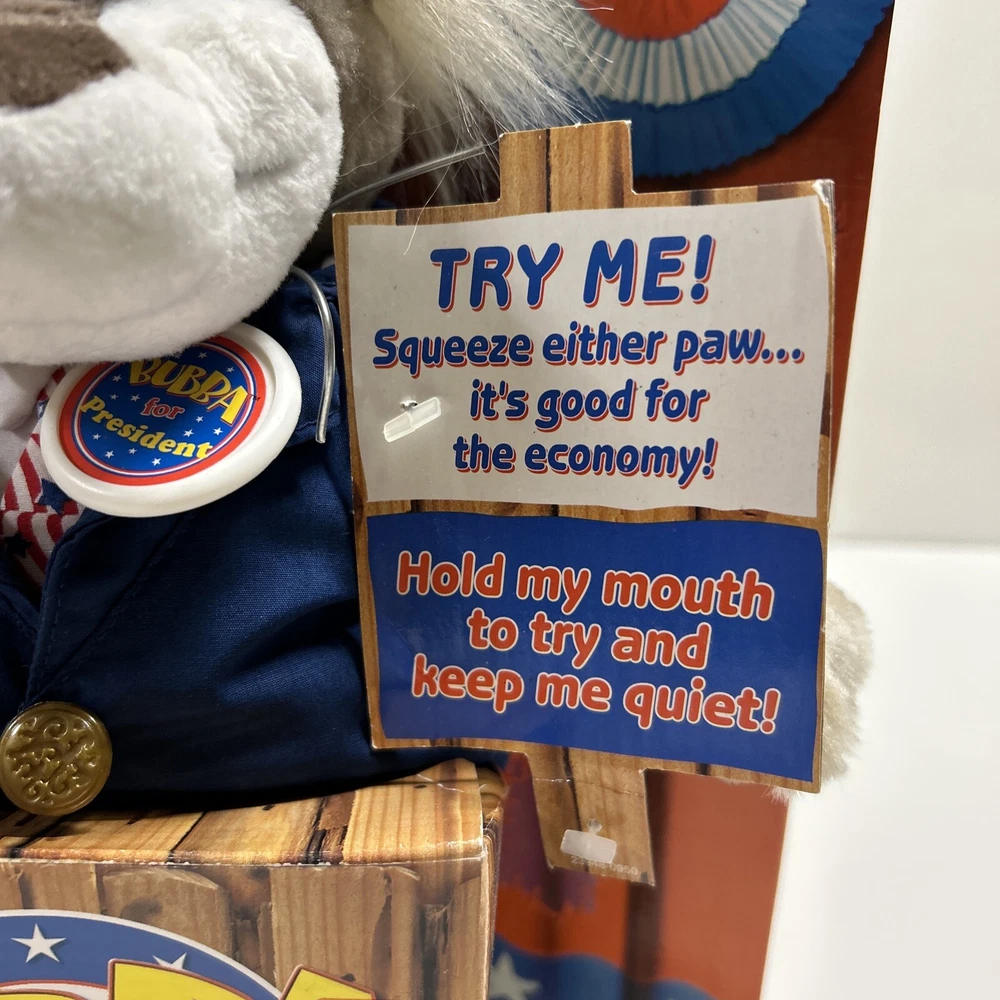 BUBBA
for
President
TRY ME!
Squeeze either paw...
it's good for
the economy!
Hold my mouth
to try and
keep me quiet!